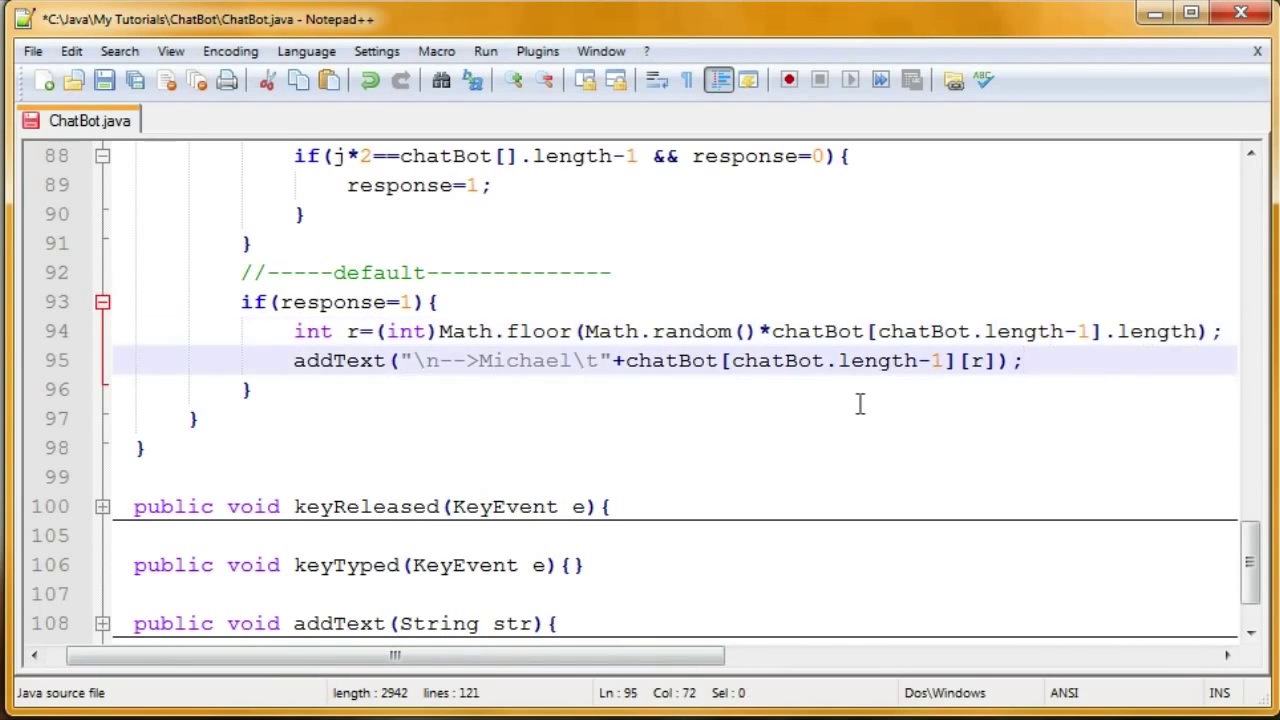 *C:\Java\My Tutorials\ChatBot\ChatBot.java - Notepad++
File Edit Search View Encoding Language Settings Macro Run Plugins Window ? X
ChatBot.java
88 if(j*2==chatBot[].length-1 && response=0){
89 response=1;
90 }
91 }
92 //-----default--------------
93 if(response=1){
94 int r=(int)Math.floor(Math.random()*chatBot[chatBot.length-1].length);
95 addText("\n-->Michael\t"+chatBot[chatBot.length-1][r]);
96 }
97 }
98 }
99
100 public void keyReleased(KeyEvent e){
105
106 public void keyTyped(KeyEvent e){}
107
108 public void addText(String str){
Java source file length : 2942 lines : 121 Ln : 95 Col : 72 Sel : 0 Dos\Windows ANSI INS